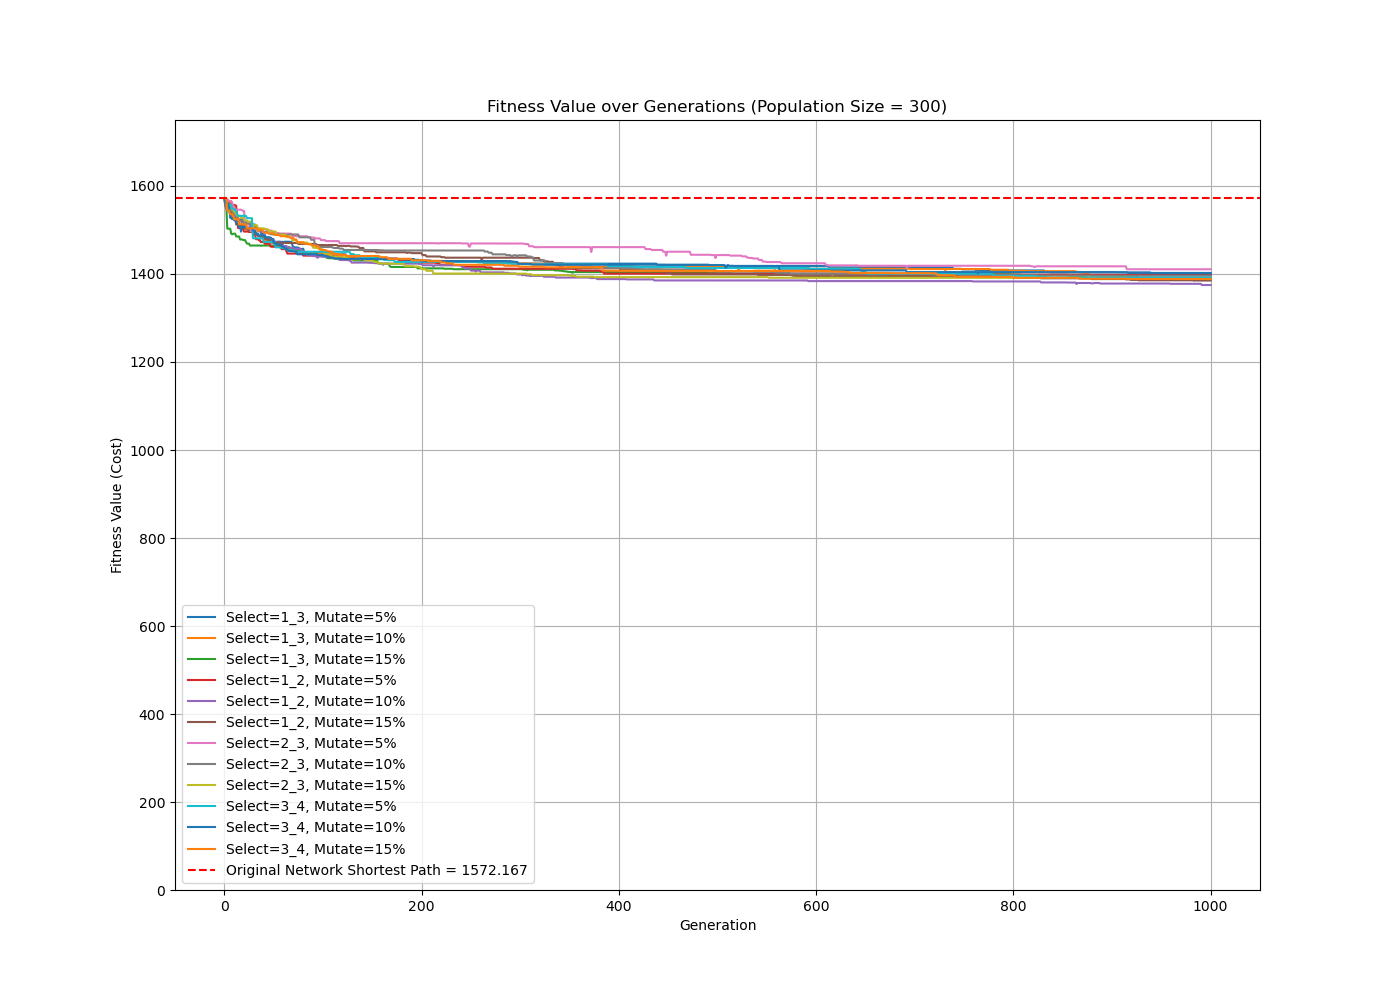 Fitness Value over Generations (Population Size = 300)
Fitness Value (Cost)
1600
1400
1200
1000
800
600
400
200
0
Select=1_3, Mutate=5%
Select=1_3, Mutate=10%
Select=1_3, Mutate=15%
Select=1_2, Mutate=5%
Select=1_2, Mutate=10%
Select=1_2, Mutate=15%
Select=2_3, Mutate=5%
Select=2_3, Mutate=10%
Select=2_3, Mutate=15%
Select=3_4, Mutate=5%
Select=3_4, Mutate=10%
Select=3_4, Mutate=15%
Original Network Shortest Path = 1572.167
0 200 400 600 800 1000
Generation